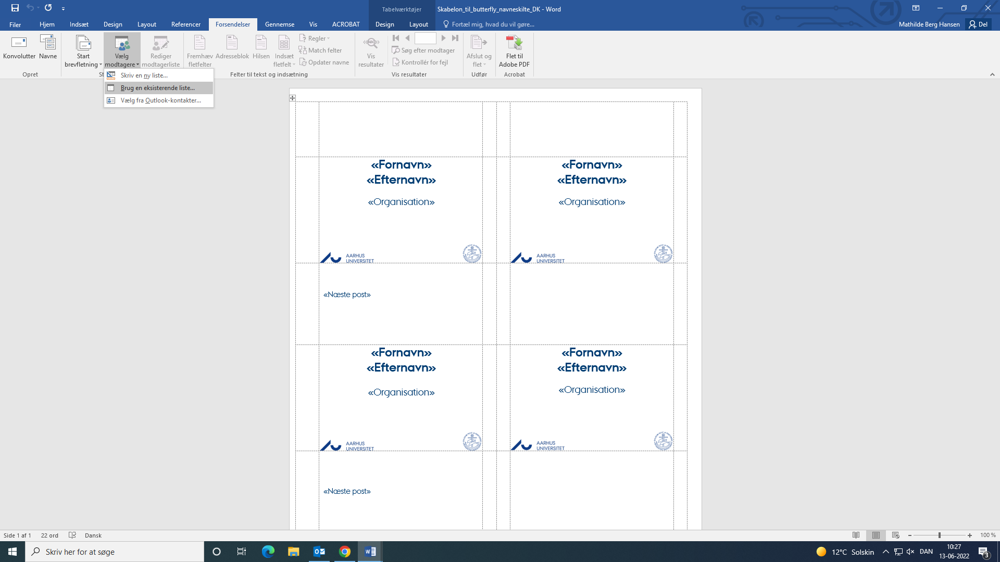 Tabelværktøjer
Skabelon_til_butterfly_navneskilte_DK - Word
Filer
Hjem
Indsæt
Design
Layout
Referencer
Forsendelser
Gennemse
Vis
ACROBAT
Design
Layout
Fortæl mig, hvad du vil gøre...
Mathilde Berg Hansen
Del
Konvolutter
Navne
Start
brevfletning
Vælg
modtagere
Rediger
modtagerliste
Fremhæv
fletfelter
Adresseblok
Hilsen
Indsæt
fletfelt
Regler
Match felter
Opdater navne
ABC
Vis
resultater
Søg efter modtager
Kontrollér for fejl
Afslut og
flet
Flet til
Adobe PDF
Opret
St
Felter til tekst og indsætning
Vis resultater
Udfør
Acrobat
Skriv en ny liste...
Brug en eksisterende liste...
Vælg fra Outlook-kontakter...
«Fornavn»
«Efternavn»
«Organisation»
AARHUS
UNIVERSITET
«Fornavn»
«Efternavn»
«Organisation»
AARHUS
UNIVERSITET
«Næste post»
«Fornavn»
«Efternavn»
«Organisation»
AARHUS
UNIVERSITET
«Fornavn»
«Efternavn»
«Organisation»
AARHUS
UNIVERSITET
«Næste post»
Side 1 af 1
22 ord
Dansk
100 %
Skriv her for at søge
12°C Solskin
DAN
10:27
13-06-2022
3